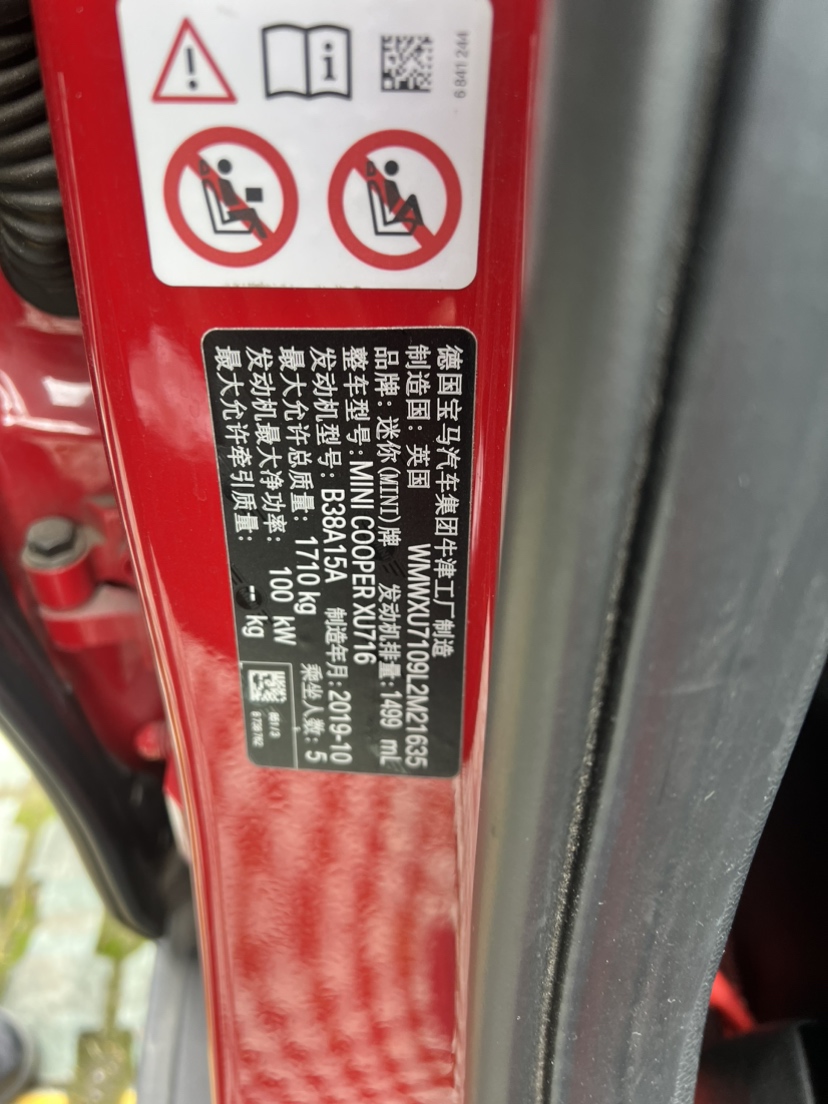 6 841 244
德国宝马汽车集团牛津工厂制造
制造国：英国 WMWXU7109L2M21635
品牌：迷你(MINI)牌 发动机排量：1499 mL
整车型号：MINI COOPER XU716
发动机型号：B38A15A 制造年月：2019-10
最大允许总质量：1710 kg 乘坐人数：5
发动机最大净功率：100 kW
最大允许牵引质量：-- kg